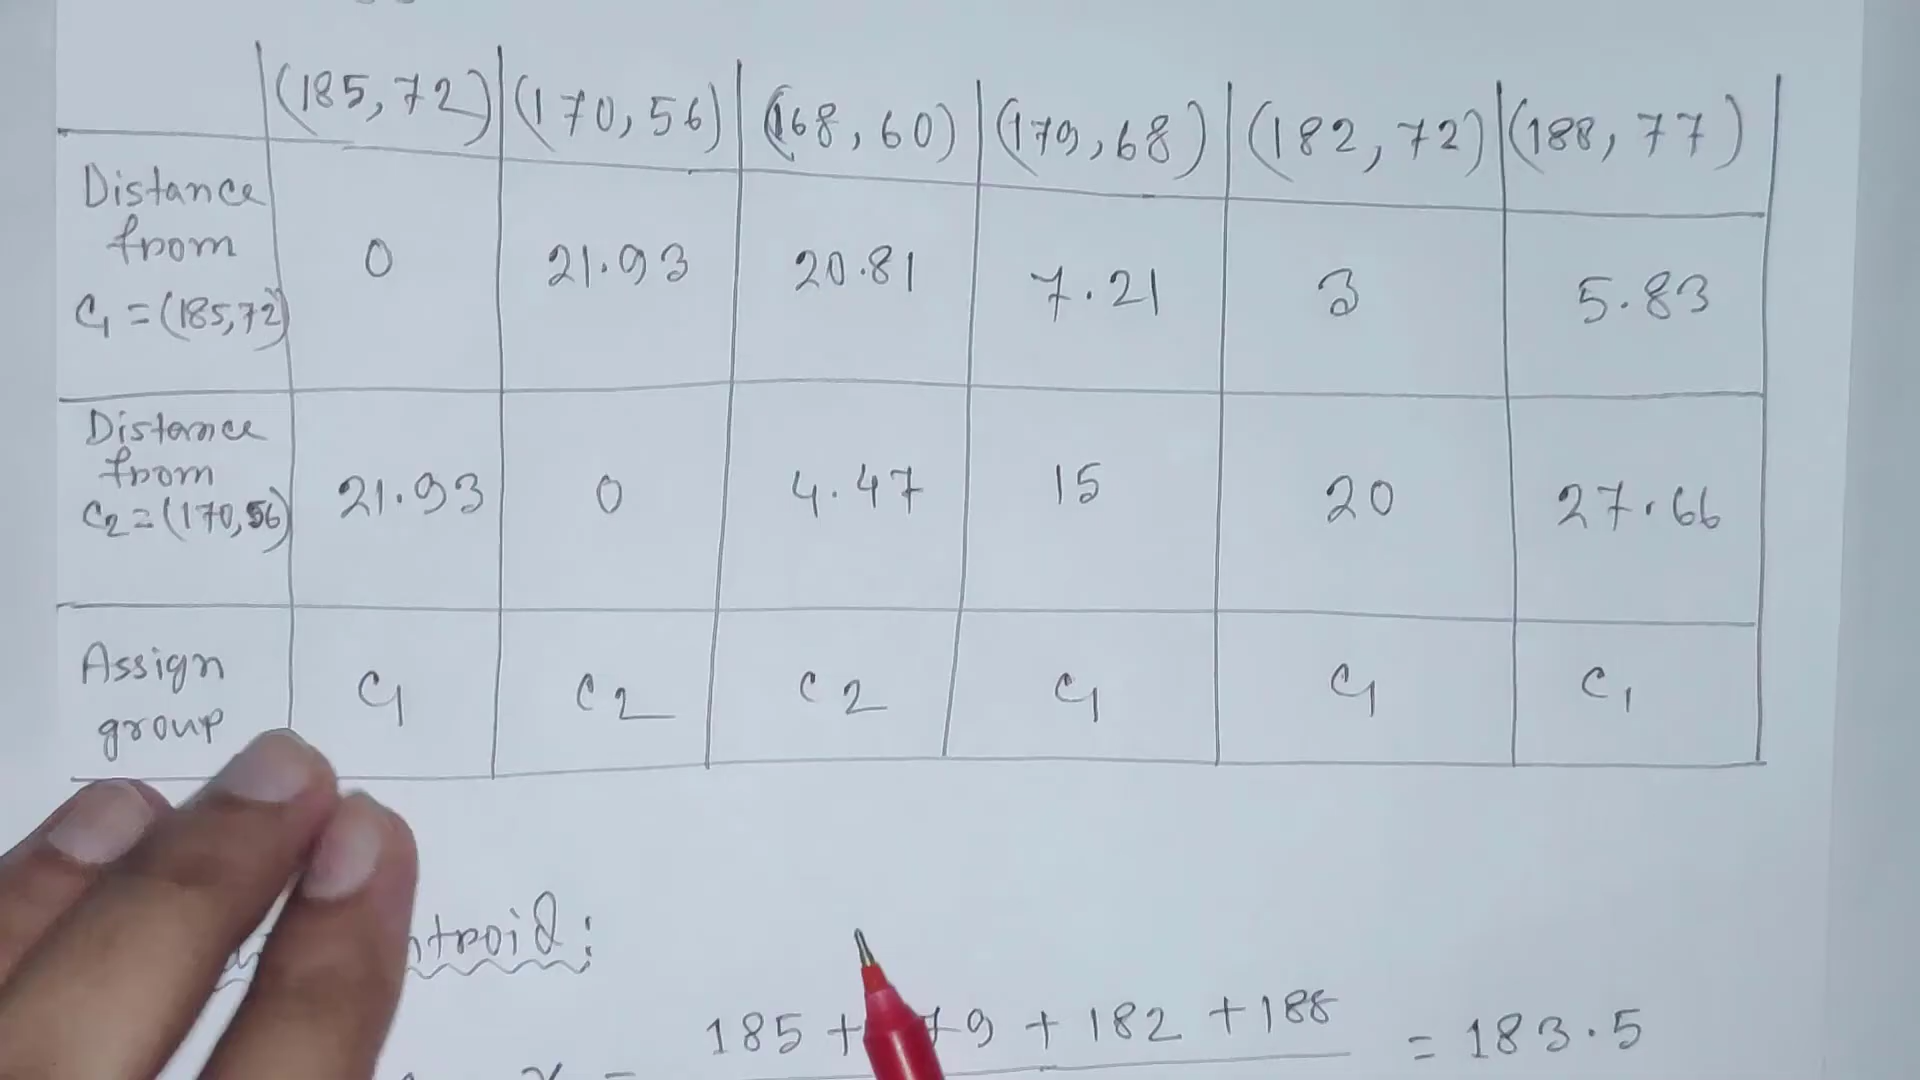 (185,72) (170,56) (168,60) (179,68) (182,72) (188,77)
Distance from C1 = (185,72) 0 21.93 20.81 7.21 3 5.83
Distance from C2 = (170,56) 21.93 0 4.47 15 20 27.66
Assign group C1 C2 C2 C1 C1 C1
185 + 179 + 182 + 188 = 183.5